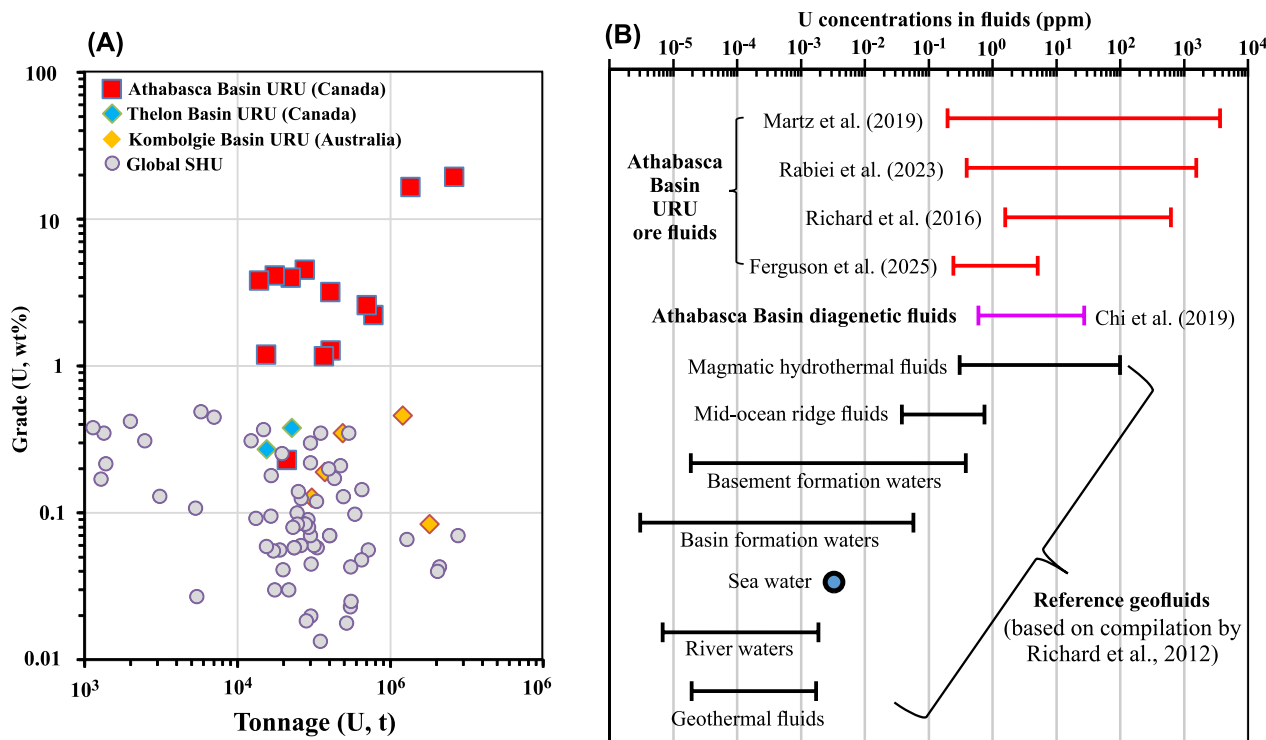 (A)
100
10
1
0.1
0.01
Grade (U, wt%)
Athabasca Basin URU (Canada)
Thelon Basin URU (Canada)
Kombolgie Basin URU (Australia)
Global SHU
10³
10⁴
10⁶
10⁶
Tonnage (U, t)
(B)
U concentrations in fluids (ppm)
10⁻⁵
10⁻⁴
10⁻³
10⁻²
10⁻¹
10⁰
10¹
10²
10³
10⁴
Athabasca
Basin
URU
ore fluids
Martz et al. (2019)
Rabiei et al. (2023)
Richard et al. (2016)
Ferguson et al. (2025)
Athabasca Basin diagenetic fluids
Chi et al. (2019)
Magmatic hydrothermal fluids
Mid-ocean ridge fluids
Basement formation waters
Basin formation waters
Sea water
River waters
Geothermal fluids
Reference geofluids
(based on compilation by
Richard et al., 2012)